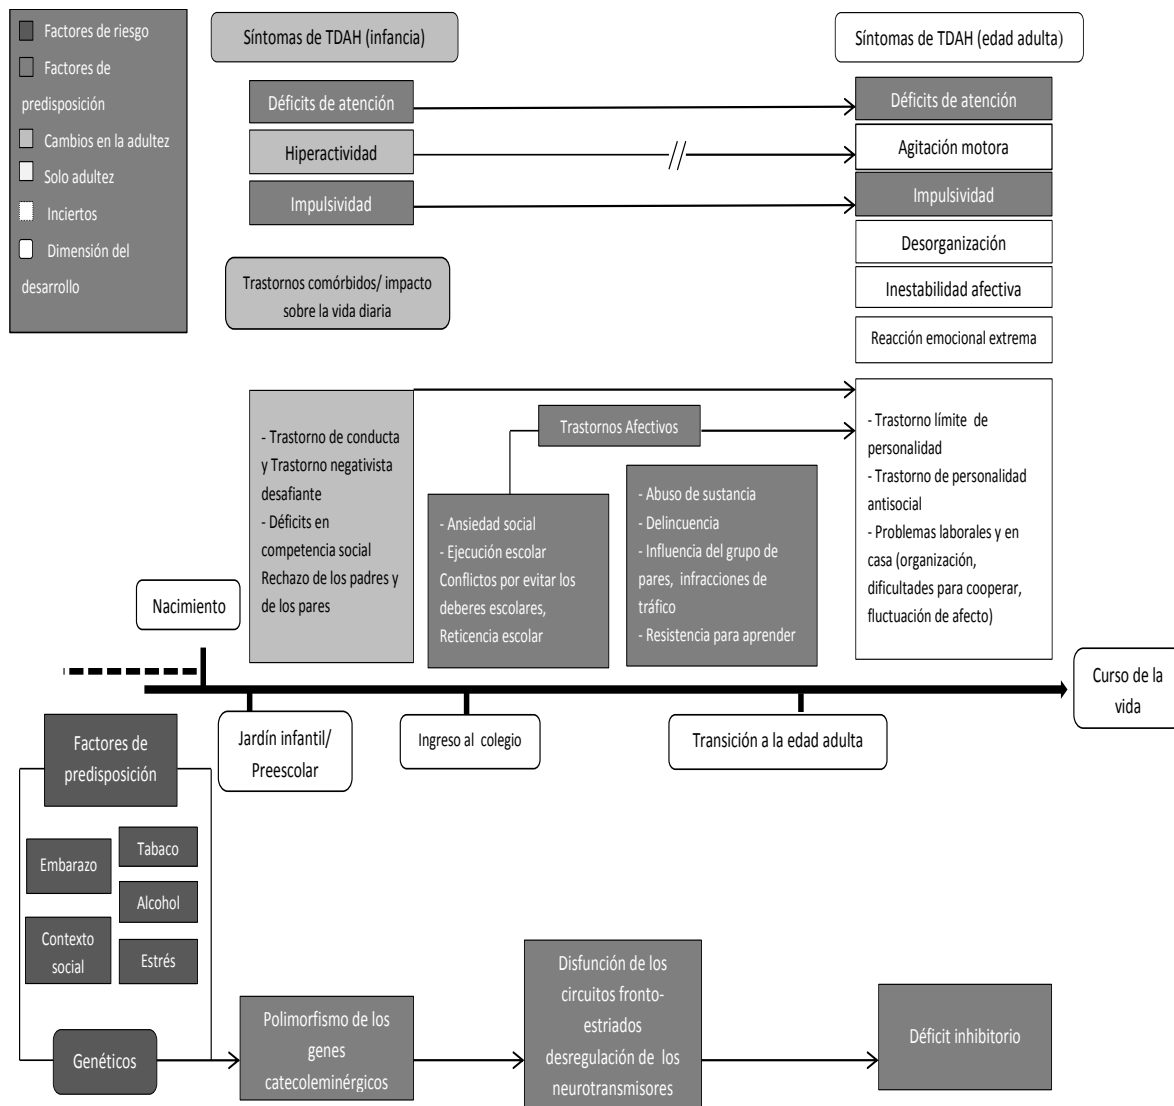 Factores de riesgo
Factores de
predisposición
Cambios en la adultez
Solo adultez
Inciertos
Dimensión del
desarrollo
Síntomas de TDAH (infancia)
Déficits de atención
Hiperactividad
Impulsividad
Trastornos comórbidos/ impacto
sobre la vida diaria
Síntomas de TDAH (edad adulta)
Déficits de atención
Agitación motora
Impulsividad
Desorganización
Inestabilidad afectiva
Reacción emocional extrema
- Trastorno de conducta
y Trastorno negativista
desafiante
- Déficits en
competencia social
Rechazo de los padres y
de los pares
Trastornos Afectivos
- Ansiedad social
- Ejecución escolar
Conflictos por evitar los
deberes escolares,
Reticencia escolar
- Abuso de sustancia
- Delincuencia
- Influencia del grupo de
pares, infracciones de
tráfico
- Resistencia para aprender
- Trastorno límite de
personalidad
- Trastorno de personalidad
antisocial
- Problemas laborales y en
casa (organización,
dificultades para cooperar,
fluctuación de afecto)
Nacimiento
Curso de la
vida
Jardín infantil/
Preescolar
Ingreso al colegio
Transición a la edad adulta
Factores de
predisposición
Embarazo
Tabaco
Alcohol
Contexto
social
Estrés
Genéticos
Polimorfismo de los
genes
catecoleminérgicos
Disfunción de los
circuitos fronto-
estriados
desregulación de los
neurotransmisores
Déficit inhibitorio